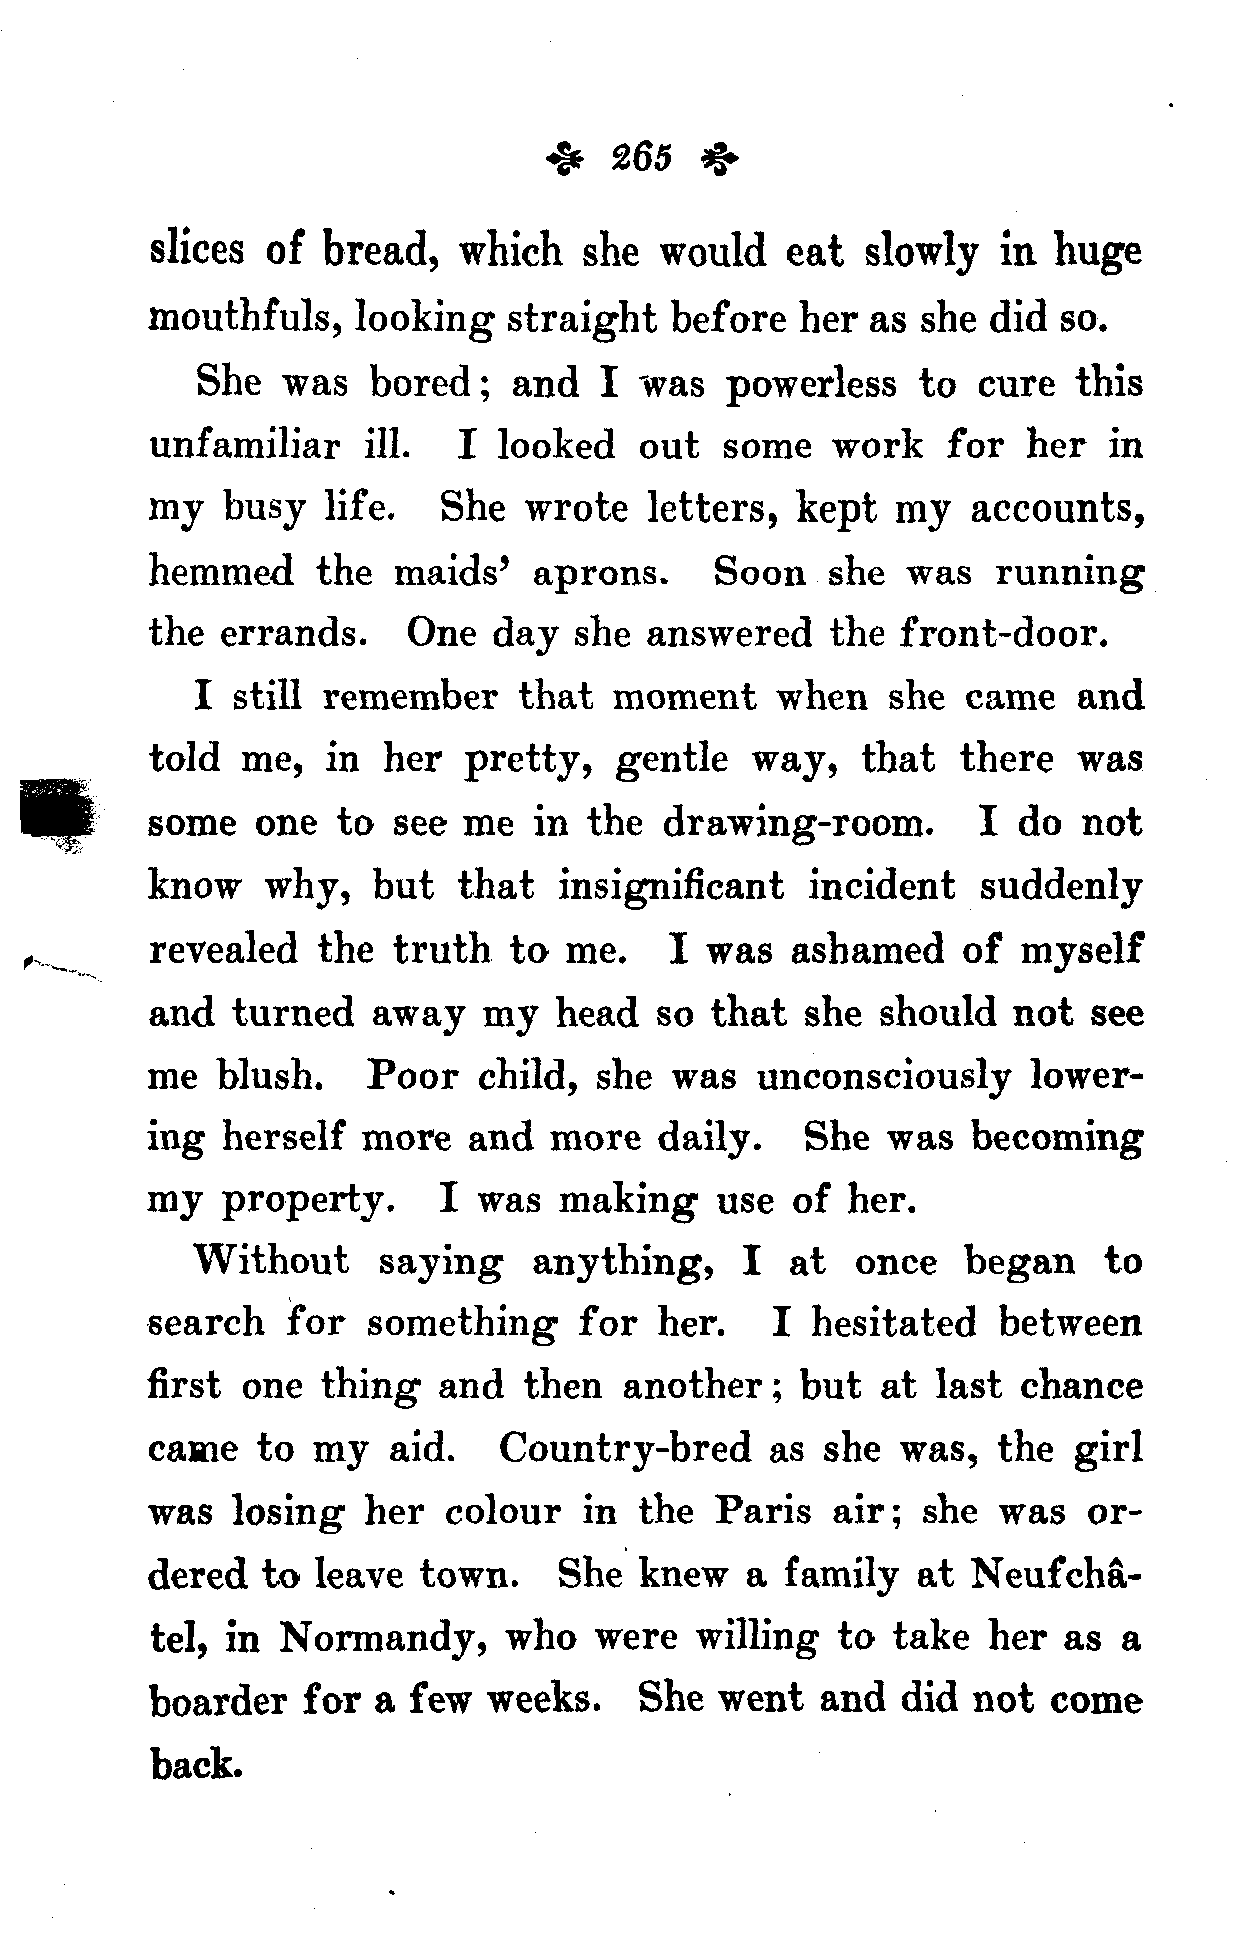 265
slices of bread, which she would eat slowly in huge
mouthfuls, looking straight before her as she did so.
She was bored; and I was powerless to cure this
unfamiliar ill. I looked out some work for her in
my busy life. She wrote letters, kept my accounts,
hemmed the maids' aprons. Soon she was running
the errands. One day she answered the front-door.
I still remember that moment when she came and
told me, in her pretty, gentle way, that there was
some one to see me in the drawing-room. I do not
know why, but that insignificant incident suddenly
revealed the truth to me. I was ashamed of myself
and turned away my head so that she should not see
me blush. Poor child, she was unconsciously lower-
ing herself more and more daily. She was becoming
my property. I was making use of her.
Without saying anything, I at once began to
search for something for her. I hesitated between
first one thing and then another; but at last chance
came to my aid. Country-bred as she was, the girl
was losing her colour in the Paris air; she was or-
dered to leave town. She knew a family at Neufchâ-
tel, in Normandy, who were willing to take her as a
boarder for a few weeks. She went and did not come
back.